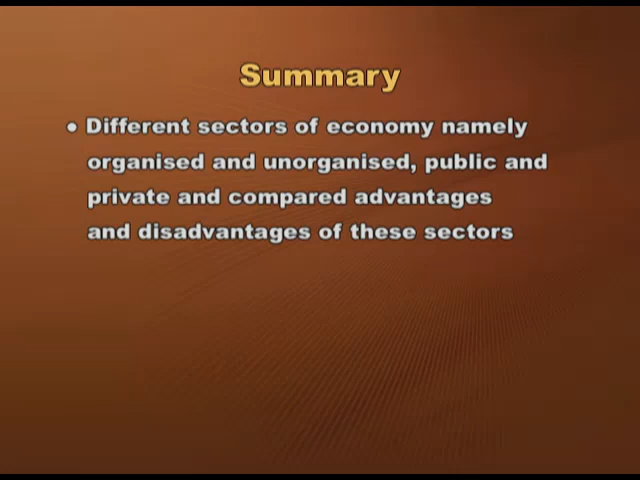 Summary
• Different sectors of economy namely
organised and unorganised, public and
private and compared advantages
and disadvantages of these sectors